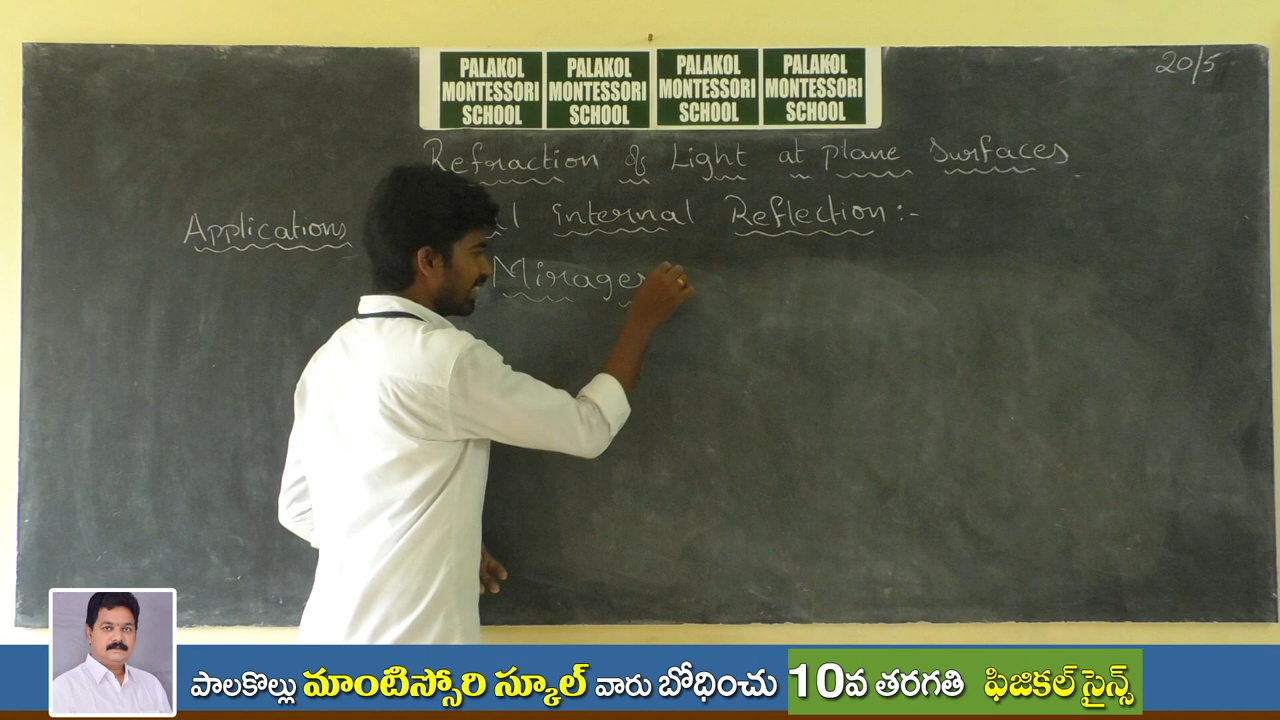 PALAKOL MONTESSORI SCHOOL
PALAKOL MONTESSORI SCHOOL
PALAKOL MONTESSORI SCHOOL
PALAKOL MONTESSORI SCHOOL
20/5
Refraction of Light at plane Surfaces
Applications Internal Reflection:-
Mirages
పాలకొల్లు మాంటిస్సోరి స్కూల్ వారు బోధించు 10వ తరగతి ఫిజికల్ సైన్స్